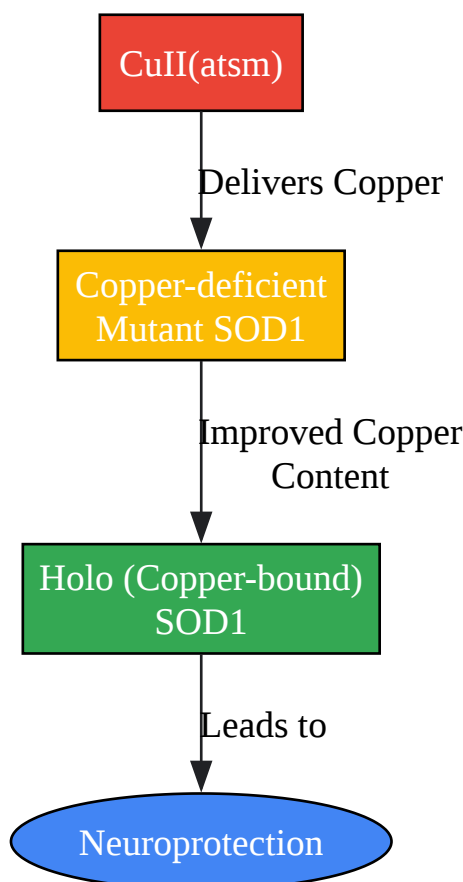 CuII(atsm)
Delivers Copper
Copper-deficient
Mutant SOD1
Improved Copper
Content
Holo (Copper-bound)
SOD1
Leads to
Neuroprotection